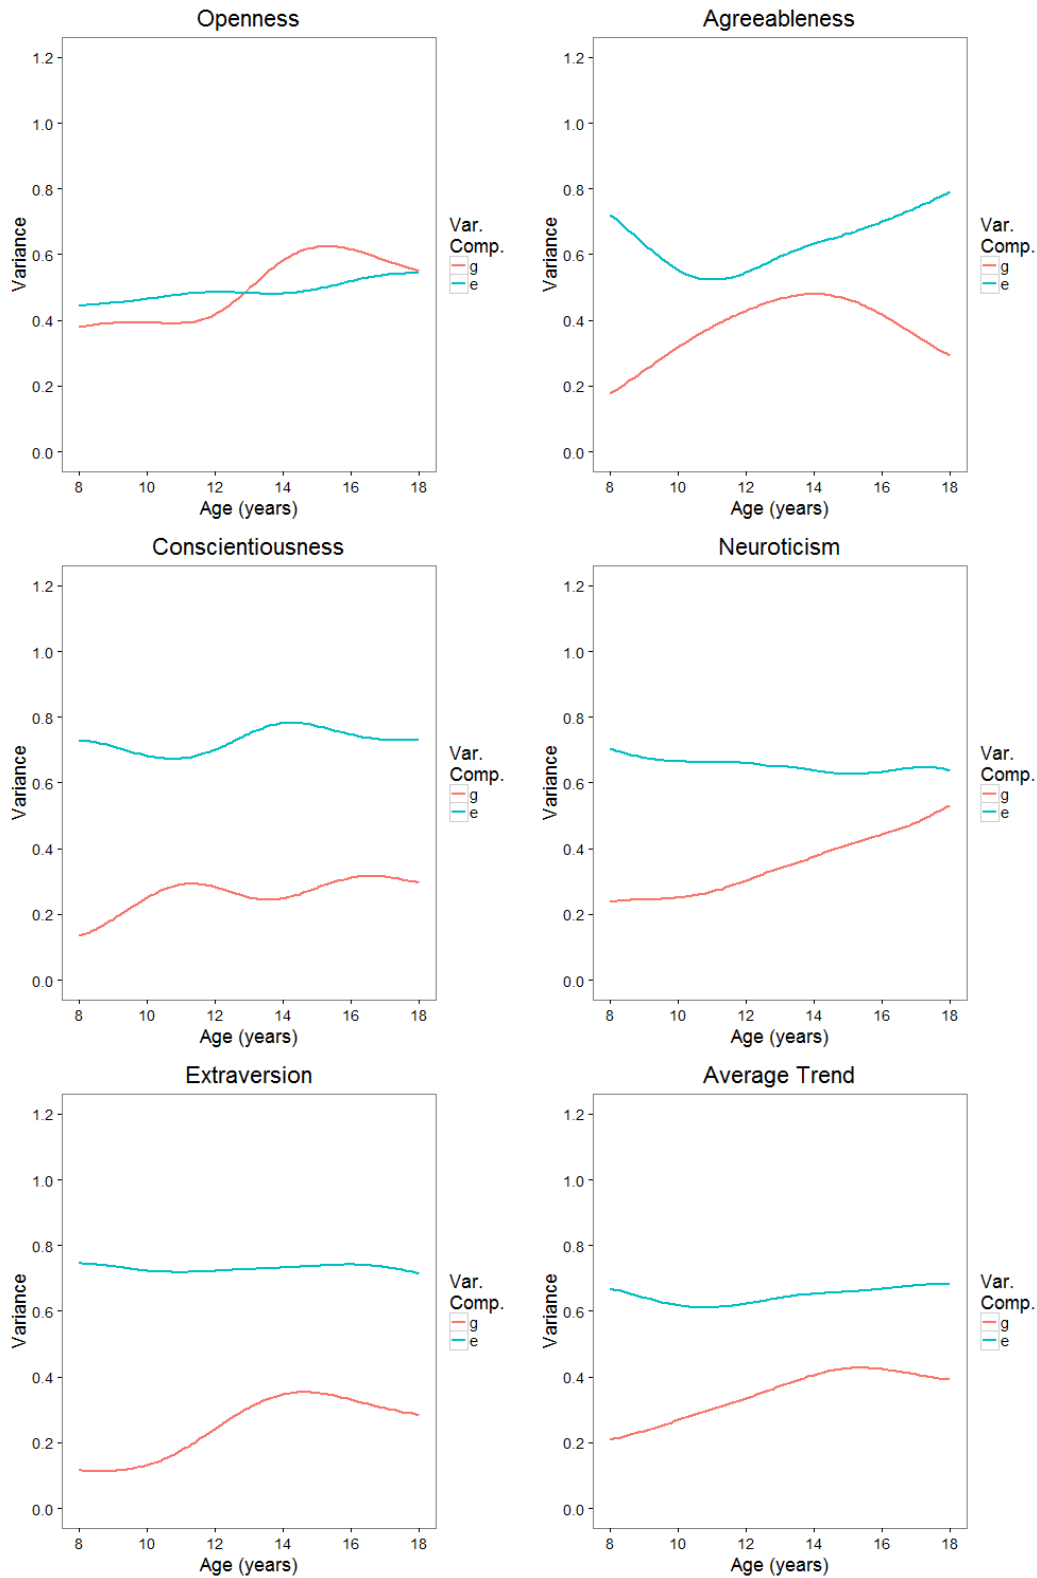 Openness
1.2
1.0
0.8
0.6
0.4
0.2
0.0
Variance
8 10 12 14 16 18
Age (years)
Var.
Comp.
g
e
Agreeableness
1.2
1.0
0.8
0.6
0.4
0.2
0.0
Variance
8 10 12 14 16 18
Age (years)
Var.
Comp.
g
e
Conscientiousness
1.2
1.0
0.8
0.6
0.4
0.2
0.0
Variance
8 10 12 14 16 18
Age (years)
Var.
Comp.
g
e
Neuroticism
1.2
1.0
0.8
0.6
0.4
0.2
0.0
Variance
8 10 12 14 16 18
Age (years)
Var.
Comp.
g
e
Extraversion
1.2
1.0
0.8
0.6
0.4
0.2
0.0
Variance
8 10 12 14 16 18
Age (years)
Var.
Comp.
g
e
Average Trend
1.2
1.0
0.8
0.6
0.4
0.2
0.0
Variance
8 10 12 14 16 18
Age (years)
Var.
Comp.
g
e